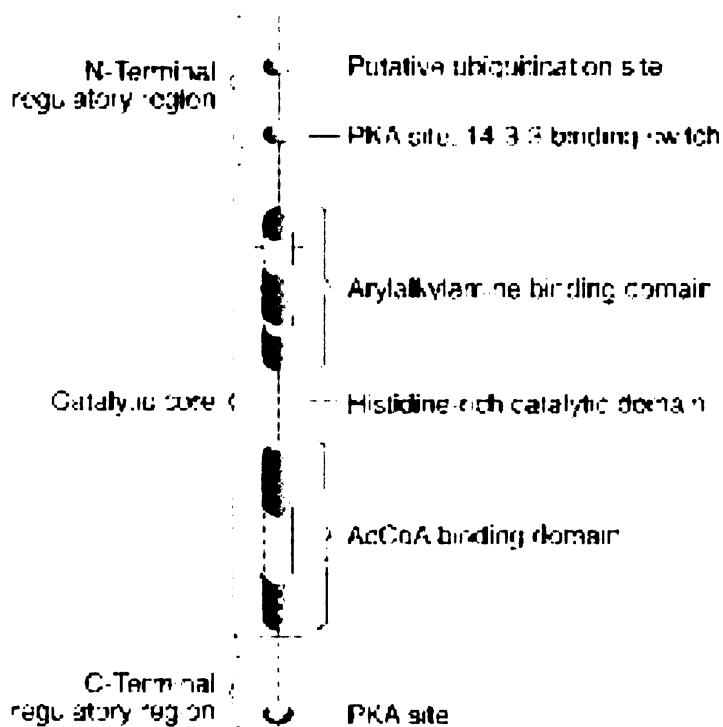 N-Terminal
regulatory region
Putative ubiquitination site
PKA site, 14-3-3 binding switch
Arylalkylamine binding domain
Catalytic core
Histidine-rich catalytic domain
AcCoA binding domain
C-Terminal
regulatory region
PKA site